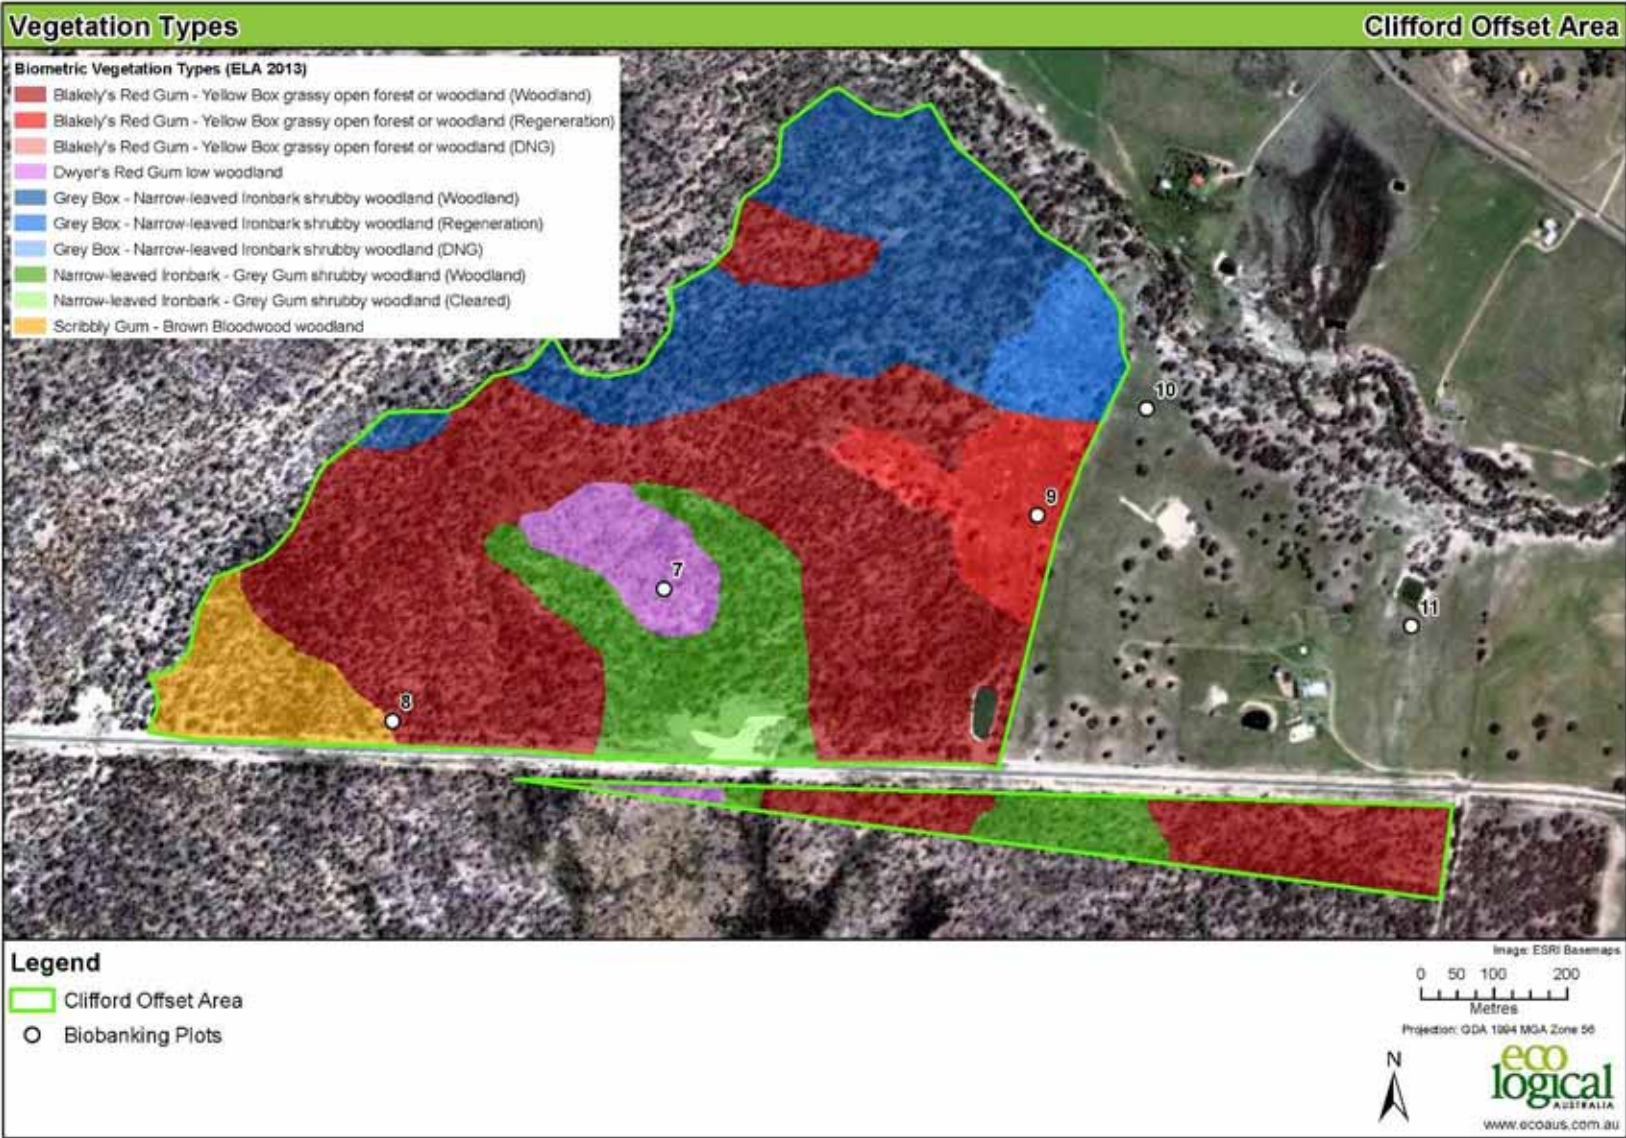 Vegetation Types
Clifford Offset Area
Biometric Vegetation Types (ELA 2013)
Blakely's Red Gum - Yellow Box grassy open forest or woodland (Woodland)
Blakely's Red Gum - Yellow Box grassy open forest or woodland (Regeneration)
Blakely's Red Gum - Yellow Box grassy open forest or woodland (DNG)
Dwyer's Red Gum low woodland
Grey Box - Narrow-leaved Ironbark shrubby woodland (Woodland)
Grey Box - Narrow-leaved Ironbark shrubby woodland (Regeneration)
Grey Box - Narrow-leaved Ironbark shrubby woodland (DNG)
Narrow-leaved Ironbark - Grey Gum shrubby woodland (Woodland)
Narrow-leaved Ironbark - Grey Gum shrubby woodland (Cleared)
Scribbly Gum - Brown Bloodwood woodland
10
9
7
11
8
Legend
Clifford Offset Area
Biobanking Plots
Image: ESRI Basemaps
0 50 100 200
Metres
Projection: GDA 1994 MGA Zone 56
N
eco
logical
AUSTRALIA
www.ecoaus.com.au